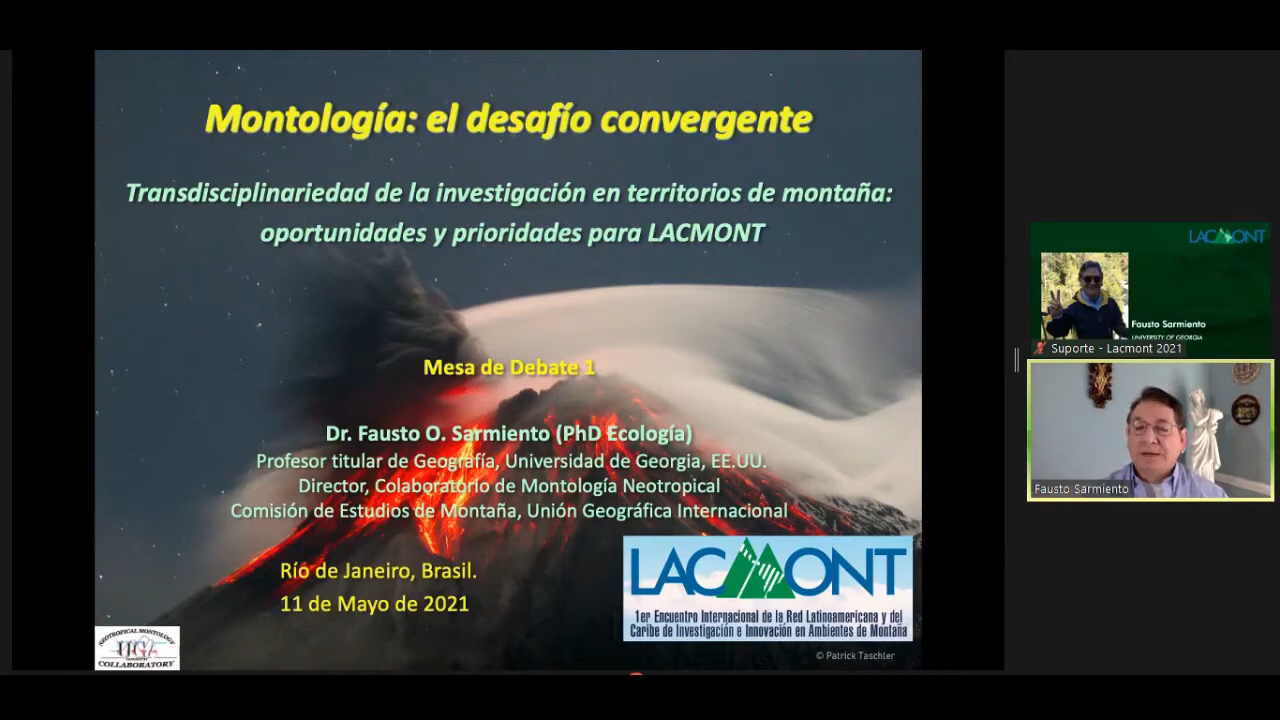 Montología: el desafío convergente
Transdisciplinariedad de la investigación en territorios de montaña:
oportunidades y prioridades para LACMONT
Mesa de Debate 1
Dr. Fausto O. Sarmiento (PhD Ecología)
Profesor titular de Geografía, Universidad de Georgia, EE.UU.
Director, Colaboratorio de Montología Neotropical
Comisión de Estudios de Montaña, Unión Geográfica Internacional
Río de Janeiro, Brasil.
11 de Mayo de 2021
LACMONT
1er Encuentro Internacional de la Red Latinoamericana y del
Caribe de Investigación e Innovación en Ambientes de Montaña
NEOTROPICAL MONTOLOGY
UGA
COLLABORATORY
© Patrick Taschler
LACMONT
Fausto Sarmiento
UNIVERSITY OF GEORGIA
Suporte - Lacmont 2021
Fausto Sarmiento